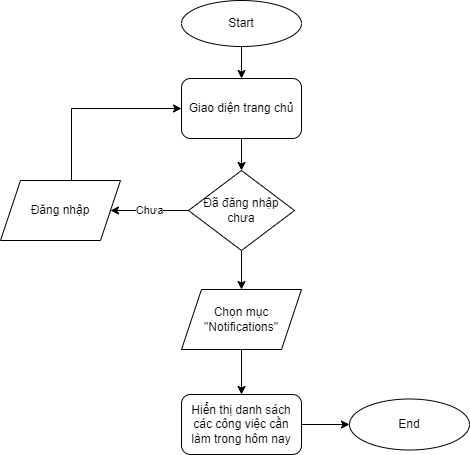 Start
Giao diện trang chủ
Đăng nhập
Chưa
Đã đăng nhập
chưa
Chọn mục
"Notifications"
Hiển thị danh sách
các công việc cần
làm trong hôm nay
End